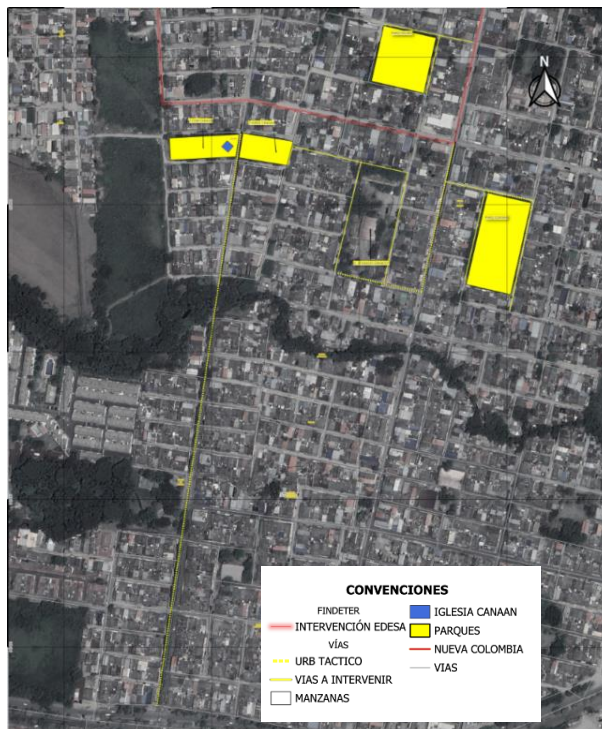 N
CONVENCIONES
FINDETER
INTERVENCIÓN EDESA
VÍAS
URB TACTICO
VIAS A INTERVENIR
MANZANAS
IGLESIA CANAAN
PARQUES
NUEVA COLOMBIA
VIAS